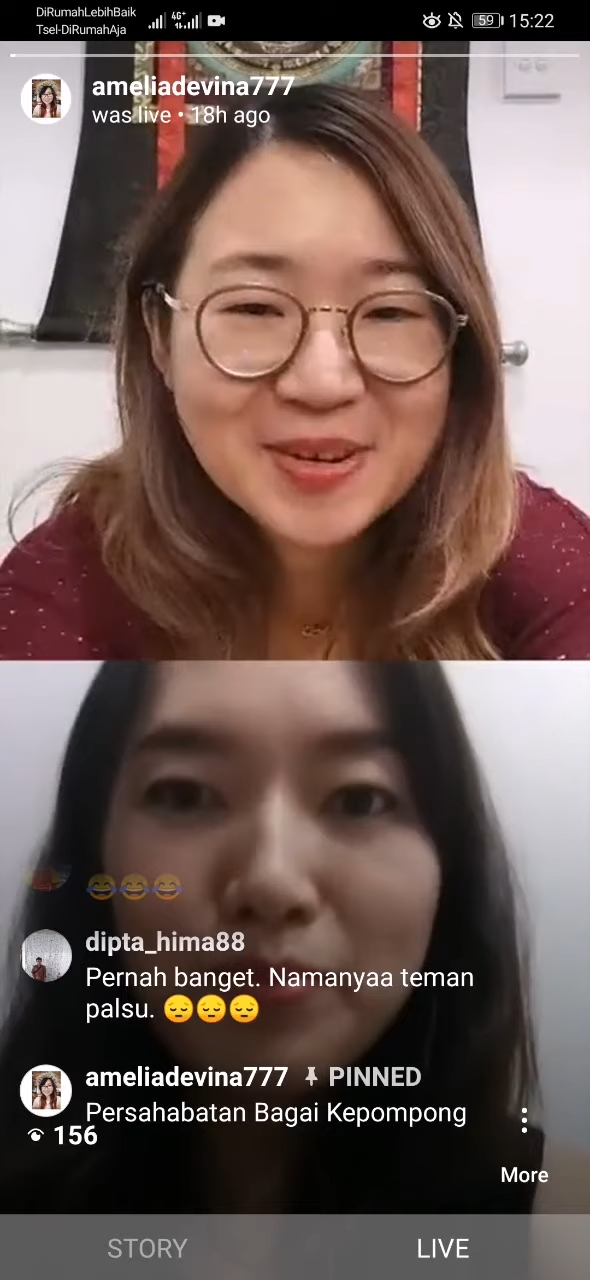 DiRumahLebihBaik
Tsel-DiRumahAja
4G+
59
15:22
ameliadevina777
was live • 18h ago
😂😂😂
dipta_hima88
Pernah banget. Namanyaa teman
palsu. 😔😔😔
ameliadevina777 PINNED
Persahabatan Bagai Kepompong
156
More
STORY
LIVE